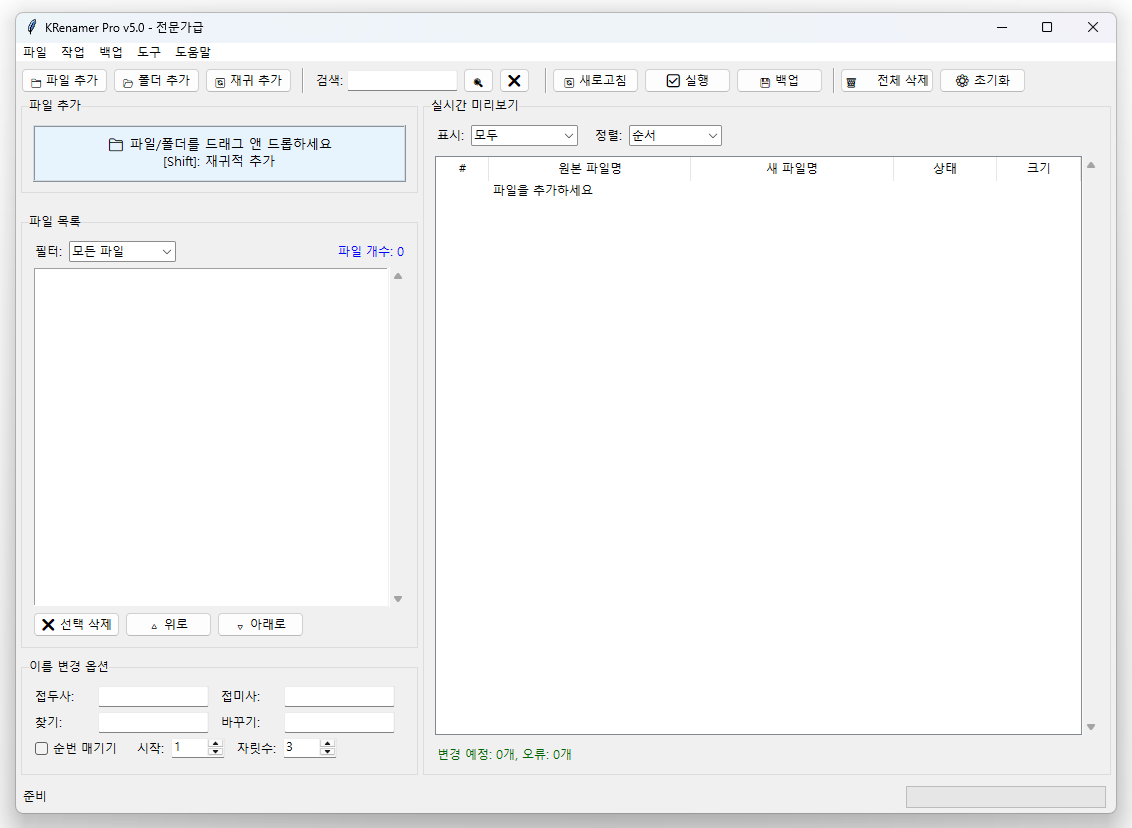 KRenamer Pro v5.0 - 전문가급
파일 작업 백업 도구 도움말
파일 추가 폴더 추가 재귀 추가 검색: 새로고침 실행 백업 전체 삭제 초기화
파일 추가
파일/폴더를 드래그 앤 드롭하세요
[Shift]: 재귀적 추가
파일 목록
필터: 모든 파일 파일 개수: 0
선택 삭제 위로 아래로
이름 변경 옵션
접두사: 접미사:
찾기: 바꾸기:
순번 매기기 시작: 1 자릿수: 3
실시간 미리보기
표시: 모두 정렬: 순서
# 원본 파일명 새 파일명 상태 크기
파일을 추가하세요
변경 예정: 0개, 오류: 0개
준비